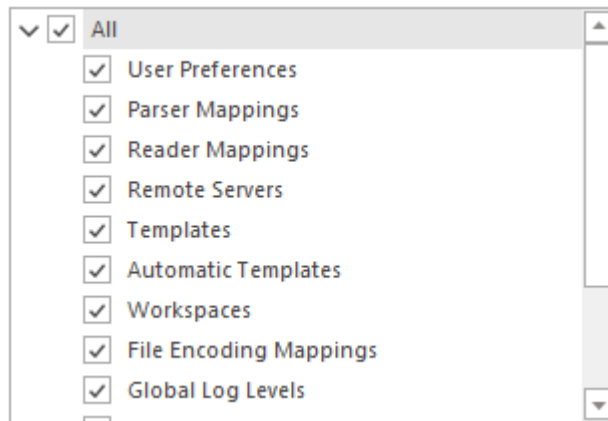 All
User Preferences
Parser Mappings
Reader Mappings
Remote Servers
Templates
Automatic Templates
Workspaces
File Encoding Mappings
Global Log Levels